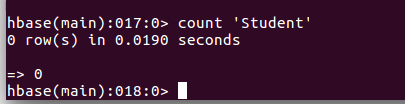 hbase(main):017:0> count 'Student'
0 row(s) in 0.0190 seconds
=> 0
hbase(main):018:0>